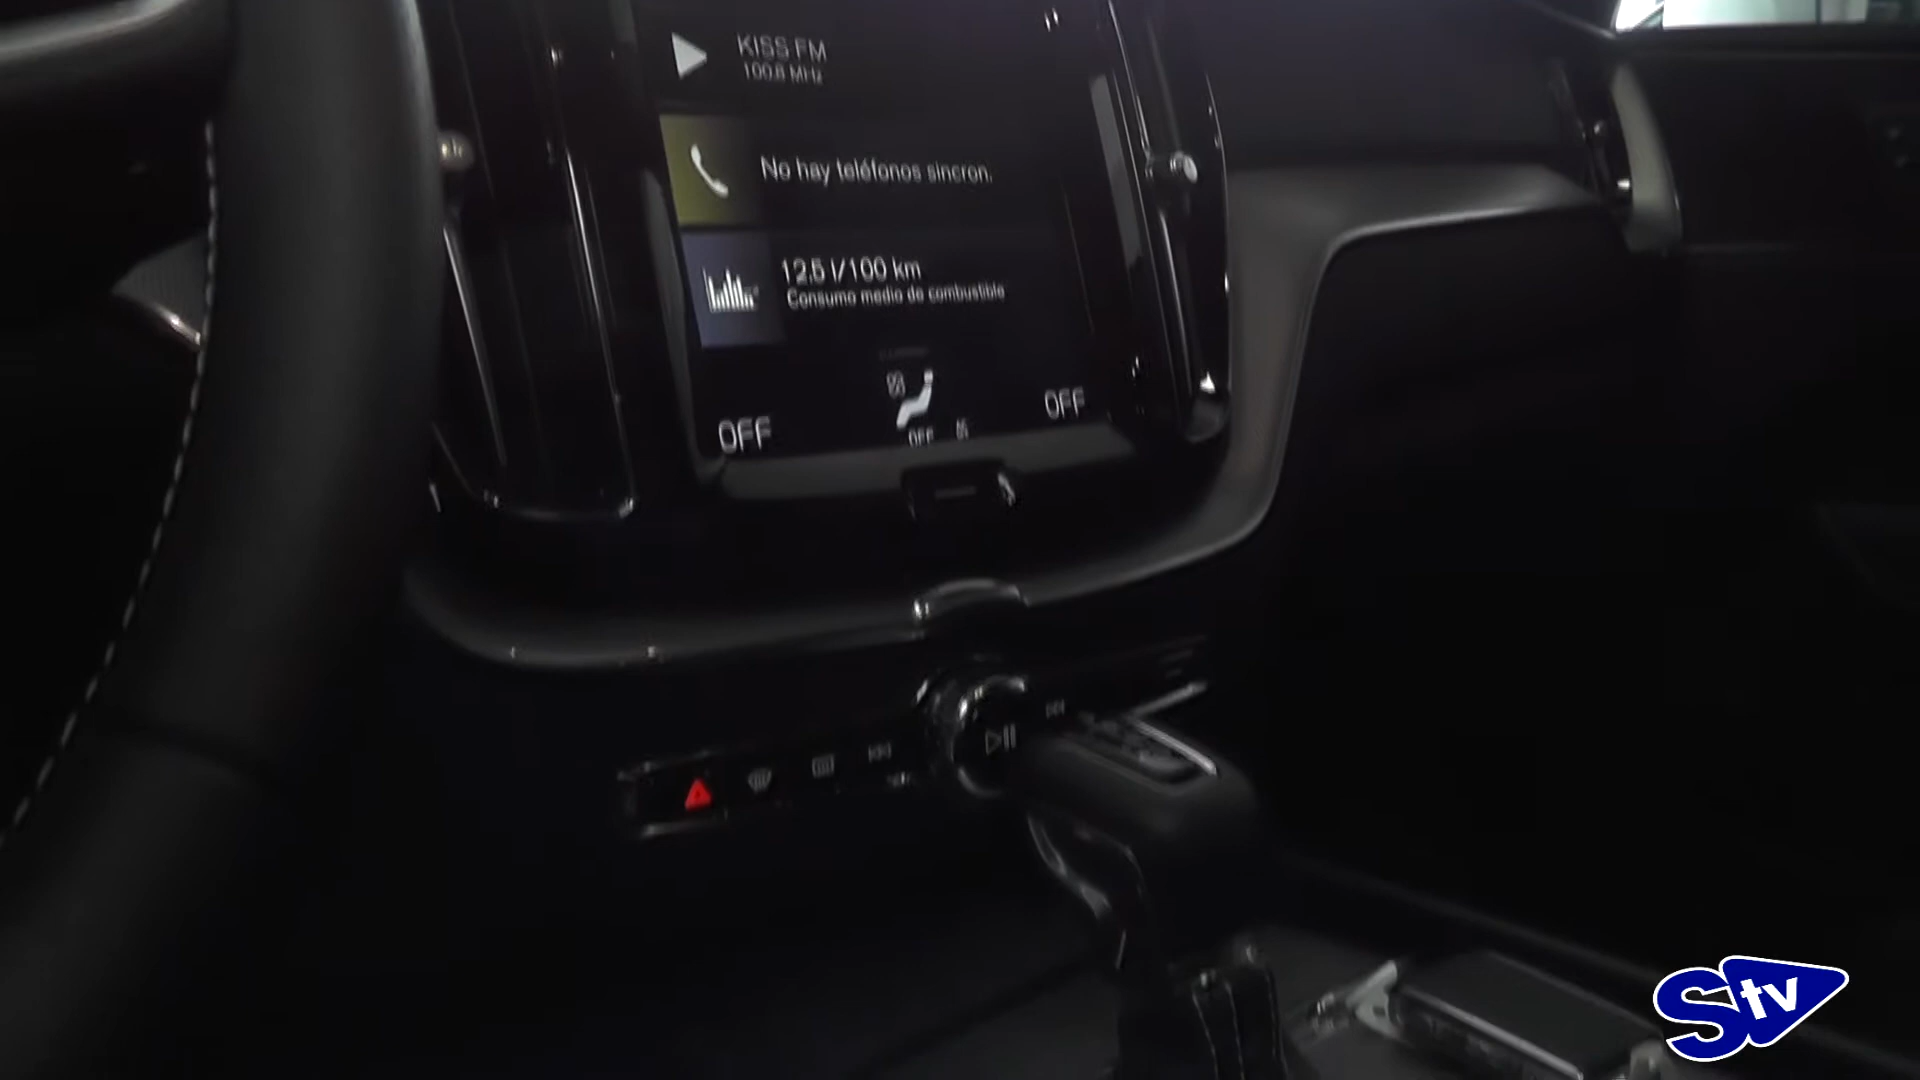 KISS FM
100.8 MHz
No hay teléfonos sincron.
12.5 l/100 km
Consumo medio de combustible
OFF
OFF
OFF
Stv